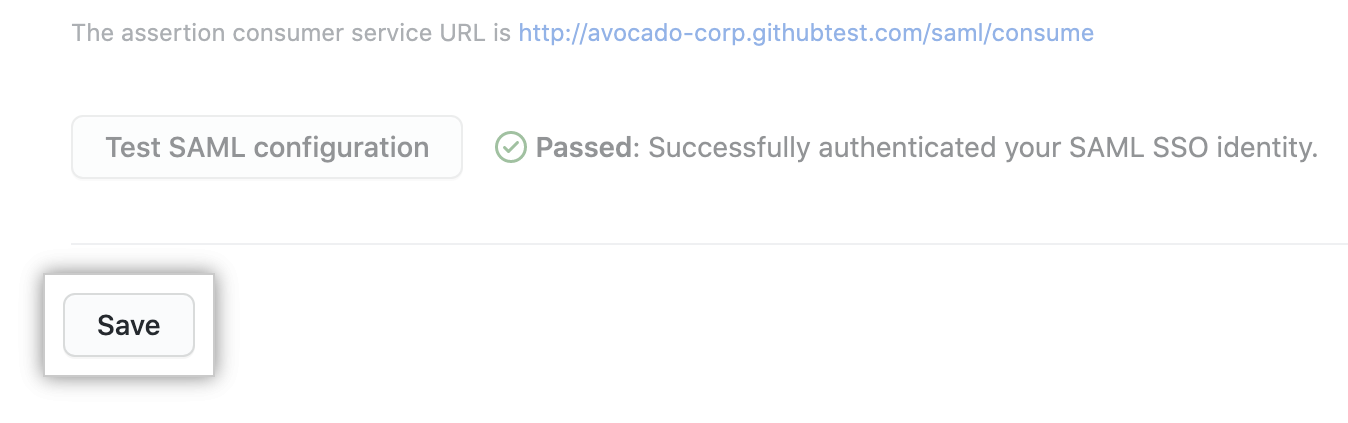 The assertion consumer service URL is http://avocado-corp.githubtest.com/saml/consume
Test SAML configuration
Passed: Successfully authenticated your SAML SSO identity.
Save